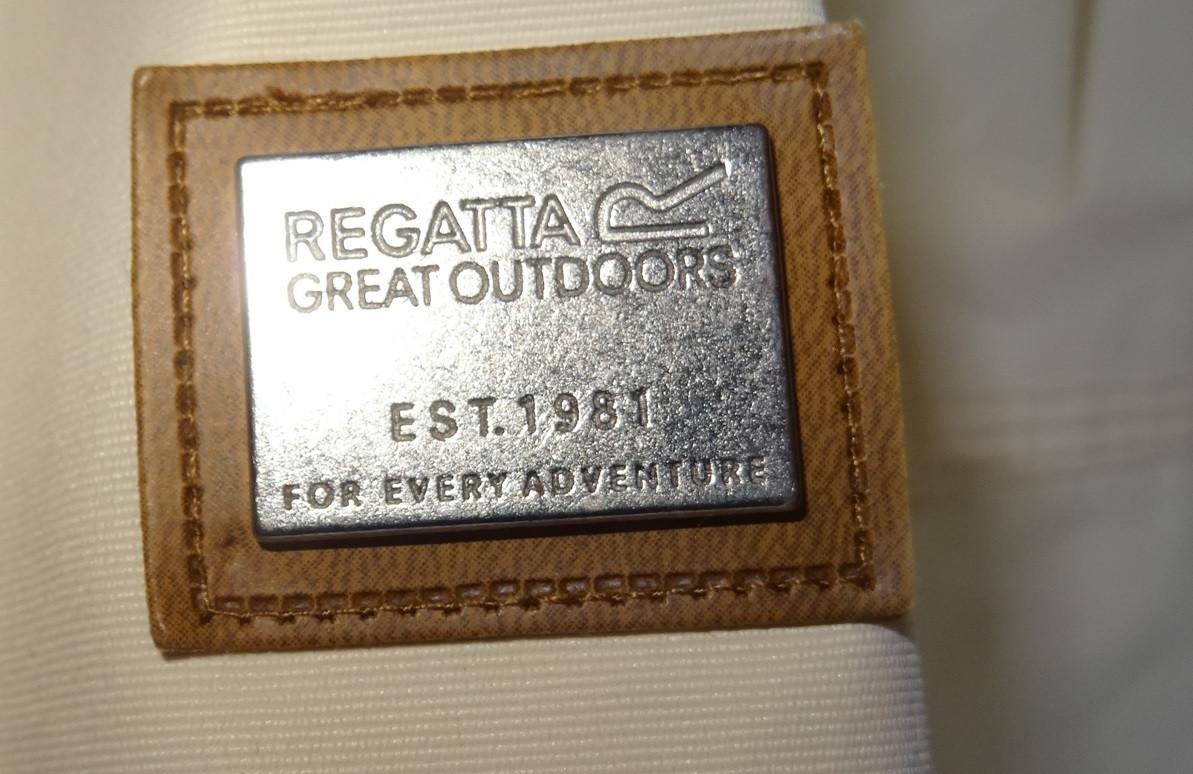 REGATTA
GREAT OUTDOORS
EST.1981
FOR EVERY ADVENTURE